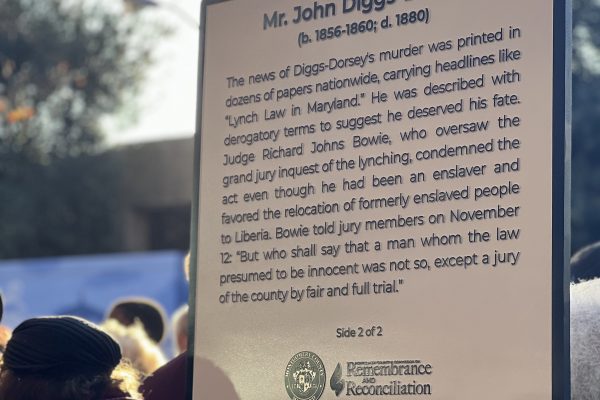 Mr. John Diggs-
(b. 1856-1860; d. 1880)
The news of Diggs-Dorsey's murder was printed in
dozens of papers nationwide, carrying headlines like
"Lynch Law in Maryland." He was described with
derogatory terms to suggest he deserved his fate.
Judge Richard Johns Bowie, who oversaw the
grand jury inquest of the lynching, condemned the
act even though he had been an enslaver and
favored the relocation of formerly enslaved people
to Liberia. Bowie told jury members on November
12: "But who shall say that a man whom the law
presumed to be innocent was not so, except a jury
of the county by fair and full trial."
Side 2 of 2
Remembrance
AND
Reconciliation